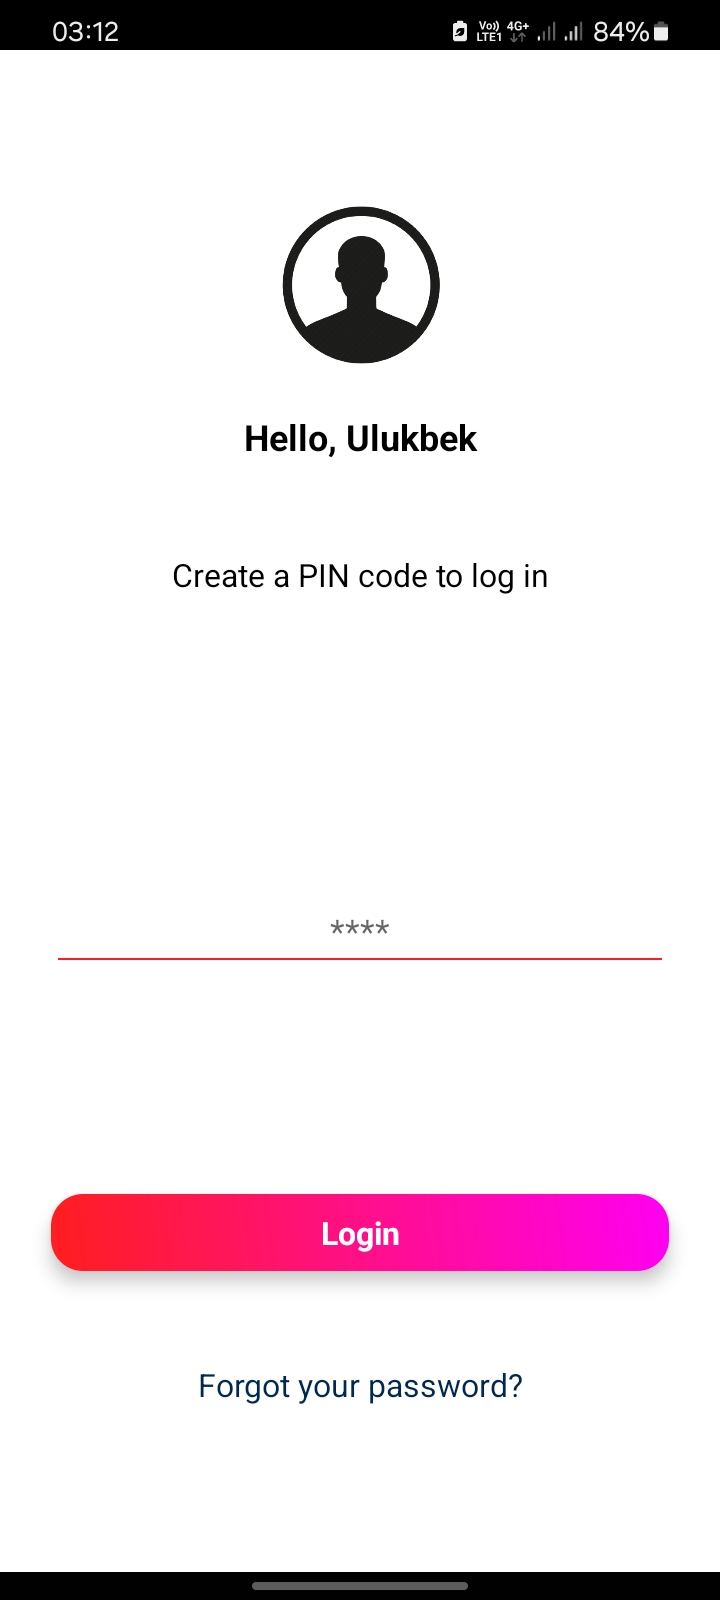 03:12
Vo)) LTE1 4G+ 84%
Hello, Ulukbek
Create a PIN code to log in
****
Login
Forgot your password?